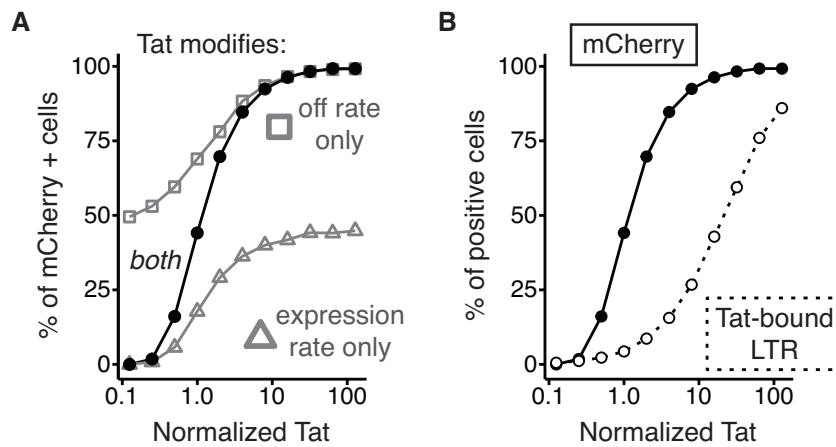 A
Tat modifies:
% of mCherry + cells
100
75
50
25
0
off rate
only
both
expression
rate only
0.1
1.0
10
100
Normalized Tat
B
mCherry
% of positive cells
100
75
50
25
0
Tat-bound
LTR
0.1
1.0
10
100
Normalized Tat